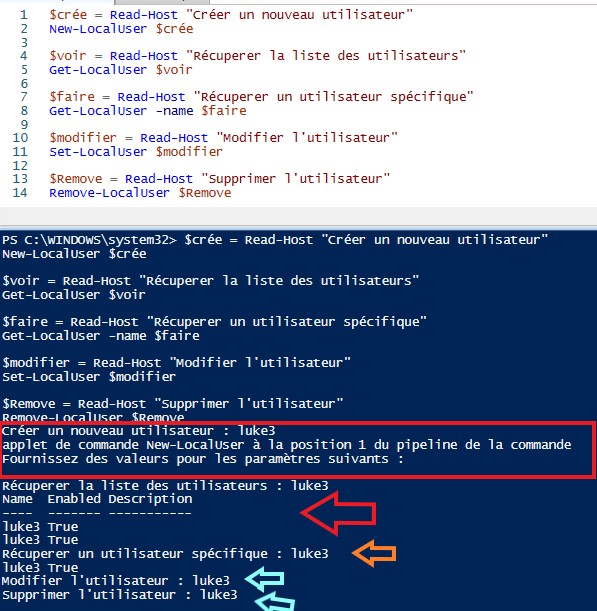 1 $crée = Read-Host "Créer un nouveau utilisateur"
2 New-LocalUser $crée
3
4 $voir = Read-Host "Récuperer la liste des utilisateurs"
5 Get-LocalUser $voir
6
7 $faire = Read-Host "Récuperer un utilisateur spécifique"
8 Get-LocalUser -name $faire
9
10 $modifier = Read-Host "Modifier l'utilisateur"
11 Set-LocalUser $modifier
12
13 $Remove = Read-Host "Supprimer l'utilisateur"
14 Remove-LocalUser $Remove
PS C:\WINDOWS\system32> $crée = Read-Host "Créer un nouveau utilisateur"
New-LocalUser $crée
$voir = Read-Host "Récuperer la liste des utilisateurs"
Get-LocalUser $voir
$faire = Read-Host "Récuperer un utilisateur spécifique"
Get-LocalUser -name $faire
$modifier = Read-Host "Modifier l'utilisateur"
Set-LocalUser $modifier
$Remove = Read-Host "Supprimer l'utilisateur"
Remove-LocalUser $Remove
Créer un nouveau utilisateur : luke3
applet de commande New-LocalUser à la position 1 du pipeline de la commande
Fournissez des valeurs pour les paramètres suivants :
Récuperer la liste des utilisateurs : luke3
Name Enabled Description
---- ------- -----------
luke3 True
luke3 True
Récuperer un utilisateur spécifique : luke3
luke3 True
Modifier l'utilisateur : luke3
Supprimer l'utilisateur : luke3